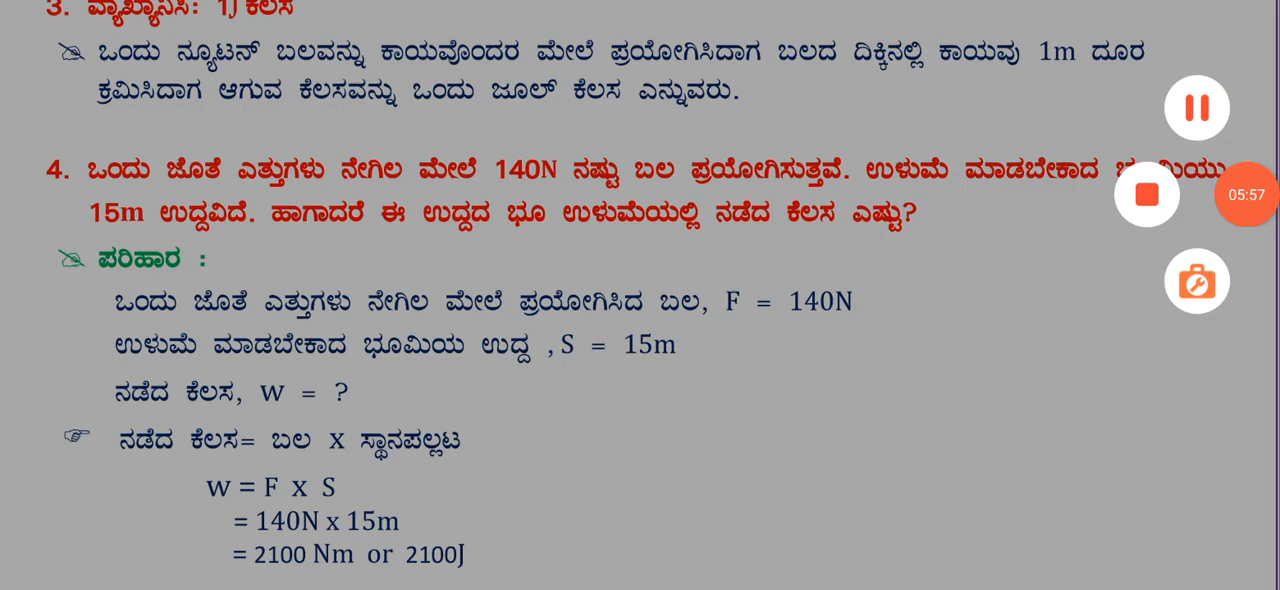 3. ವ್ಯಾಖ್ಯಾನಿಸಿ: 1J ಕೆಲಸ
ಒಂದು ನ್ಯೂಟನ್ ಬಲವನ್ನು ಕಾಯವೊಂದರ ಮೇಲೆ ಪ್ರಯೋಗಿಸಿದಾಗ ಬಲದ ದಿಕ್ಕಿನಲ್ಲಿ ಕಾಯವು 1m ದೂರ
ಕ್ರಮಿಸಿದಾಗ ಆಗುವ ಕೆಲಸವನ್ನು ಒಂದು ಜೂಲ್ ಕೆಲಸ ಎನ್ನುವರು.
4. ಒಂದು ಜೊತೆ ಎತ್ತುಗಳು ನೇಗಿಲ ಮೇಲೆ 140N ನಷ್ಟು ಬಲ ಪ್ರಯೋಗಿಸುತ್ತವೆ. ಉಳುಮೆ ಮಾಡಬೇಕಾದ
15m ಉದ್ದವಿದೆ. ಹಾಗಾದರೆ ಈ ಉದ್ದದ ಭೂ ಉಳುಮೆಯಲ್ಲಿ ನಡೆದ ಕೆಲಸ ಎಷ್ಟು?
05:57
ಪರಿಹಾರ :
ಒಂದು ಜೊತೆ ಎತ್ತುಗಳು ನೇಗಿಲ ಮೇಲೆ ಪ್ರಯೋಗಿಸಿದ ಬಲ, F = 140N
ಉಳುಮೆ ಮಾಡಬೇಕಾದ ಭೂಮಿಯ ಉದ್ದ , S = 15m
ನಡೆದ ಕೆಲಸ, W = ?
ನಡೆದ ಕೆಲಸ= ಬಲ X ಸ್ಥಾನಪಲ್ಲಟ
W = F X S
= 140N x 15m
= 2100 Nm or 2100J